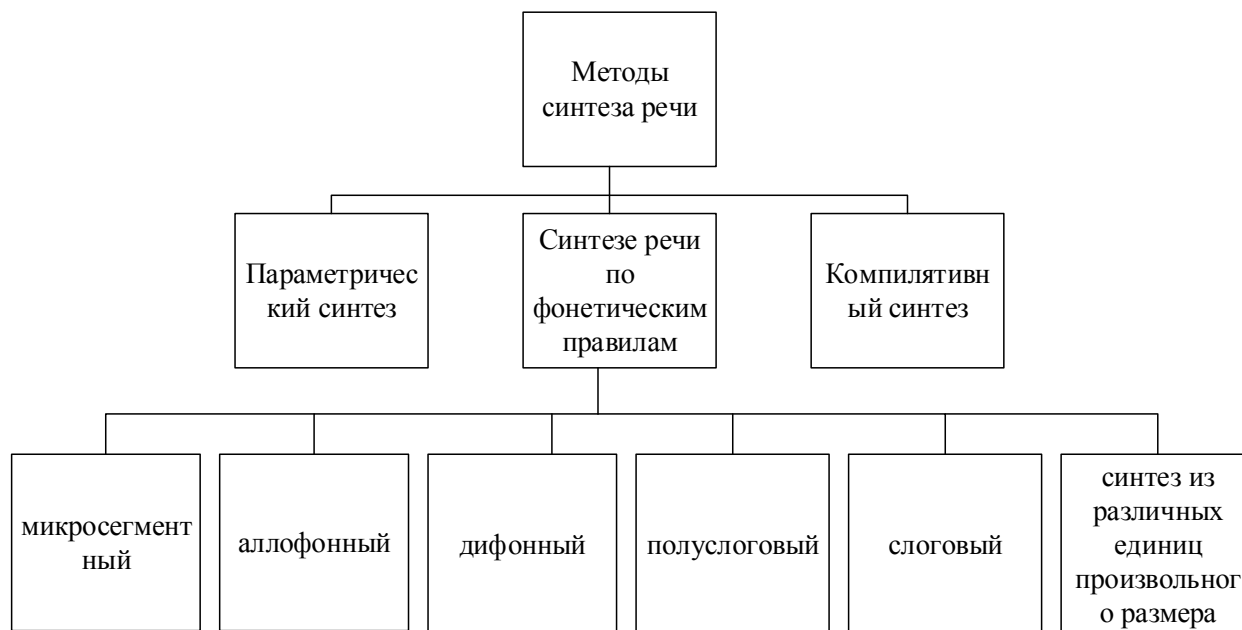 Методы
синтеза речи
Параметричес
кий синтез
Синтезе речи
по
фонетическим
правилам
Компилятивн
ый синтез
микросегмент
ный
аллофонный
дифонный
полуслоговый
слоговый
синтез из
различных
единиц
произвольног
о размера